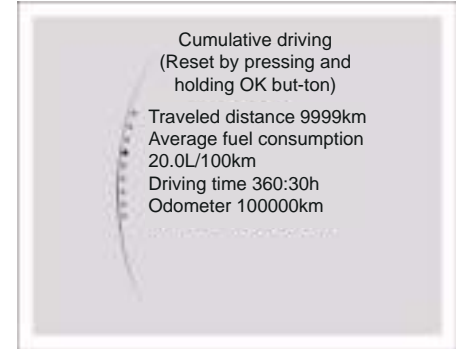 Cumulative driving
(Reset by pressing and
holding OK but-ton)
Traveled distance 9999km
Average fuel consumption
20.0L/100km
Driving time 360:30h
Odometer 100000km